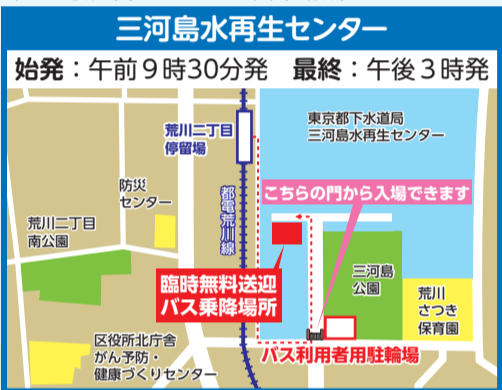 三河島水再生センター
始発：午前９時30分発　最終：午後３時発
荒川二丁目
停留場
東京都下水道局
三河島水再生センター
防災
センター
こちらの門から入場できます
都電荒川線
荒川二丁目
南公園
臨時無料送迎
バス乗降場所
三河島
公園
荒川
さつき
保育園
区役所北庁舎
がん予防・
健康づくりセンター
バス利用者用駐輪場